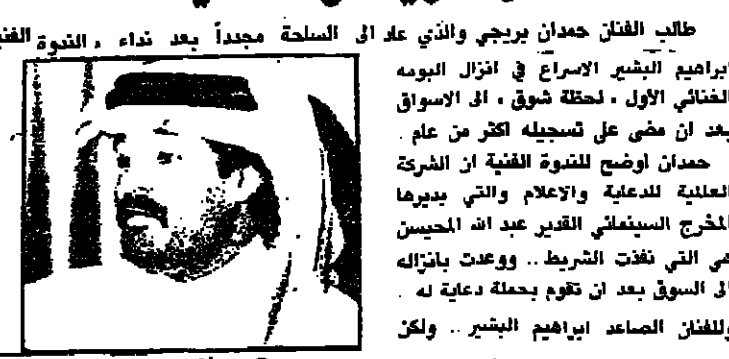 طالب الفنان حمدان بريجي والذي عاد الى الساحة مجدداً بعد نداء « الندوة الفنية
ابراهيم البشير الاسراع في انزال البومه
الغنائي الأول « لحظة شوق » الى الاسواق
بعد ان مضى على تسجيله اكثر من عام .
حمدان اوضح للندوة الفنية ان الشركة
العالمية للدعاية والإعلام والتي يديرها
المخرج السينمائي القدير عبد الله المحيسن
هي التي نفذت الشريط .. ووعدت بانزاله
الى السوق بعد ان تقوم بحملة دعاية له .
وللفنان الصاعد ابراهيم البشير .. ولكن